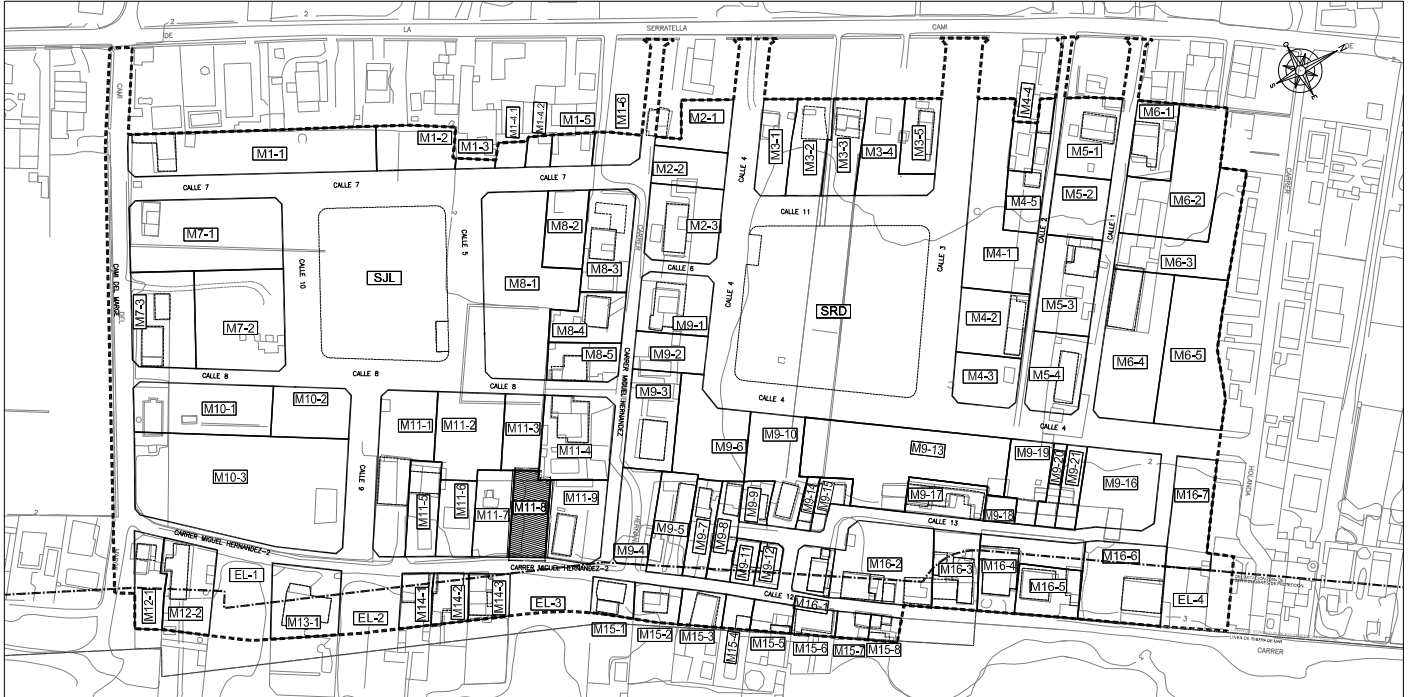 2
2
DE
LA
SERRATELLA
CAMI
DE
N
O
S
E
CAMI
M1-1
M1-2
M1-3
M1-4.1
M1-4.2
M1-5
M1-6
M2-1
M2-2
M2-3
CALLE 4
M3-1
M3-2
M3-3
M3-4
M3-5
M4-4
M4-5
M5-1
M5-2
M6-1
M6-2
CARRER
CALLE 7
CALLE 7
CALLE 7
CALLE 11
CALLE 2
CALLE 1
M7-1
CALLE 10
SJL
2
CALLE 5
M8-1
M8-2
M8-3
CARRER
CALLE 6
CALLE 4
SRD
CALLE 3
M4-1
M4-2
M4-3
M5-3
M5-4
M6-3
M6-4
M6-5
CAMI DEL MARGE
DEL
M7-3
M7-2
M8-4
M8-5
M9-1
M9-2
M9-3
CARRER MIGUEL HERNANDEZ
CALLE 8
CALLE 8
CALLE 8
CALLE 4
CALLE 4
M10-1
M10-2
M10-3
CALLE 9
M11-1
M11-2
M11-3
M11-4
M11-5
M11-6
M11-7
M11-8
M11-9
M9-6
M9-10
M9-13
M9-19
M9-20
M9-21
2
M9-16
M16-7
HOLANDA
2
M9-4
M9-5
M9-7
M9-8
M9-9
M9-14
M9-15
M9-17
M9-18
CALLE 13
M9-11
M9-12
CARRER MIGUEL HERNANDEZ-2
CARRER MIGUEL HERNANDEZ-2
CALLE 12
M12-1
M12-2
EL-1
M13-1
EL-2
M14-1
M14-2
M14-3
EL-3
M15-1
M15-2
M15-3
M15-4
M15-5
M15-6
M15-7
M15-8
M16-1
M16-2
M16-3
M16-4
M16-5
M16-6
EL-4
3
CARRER